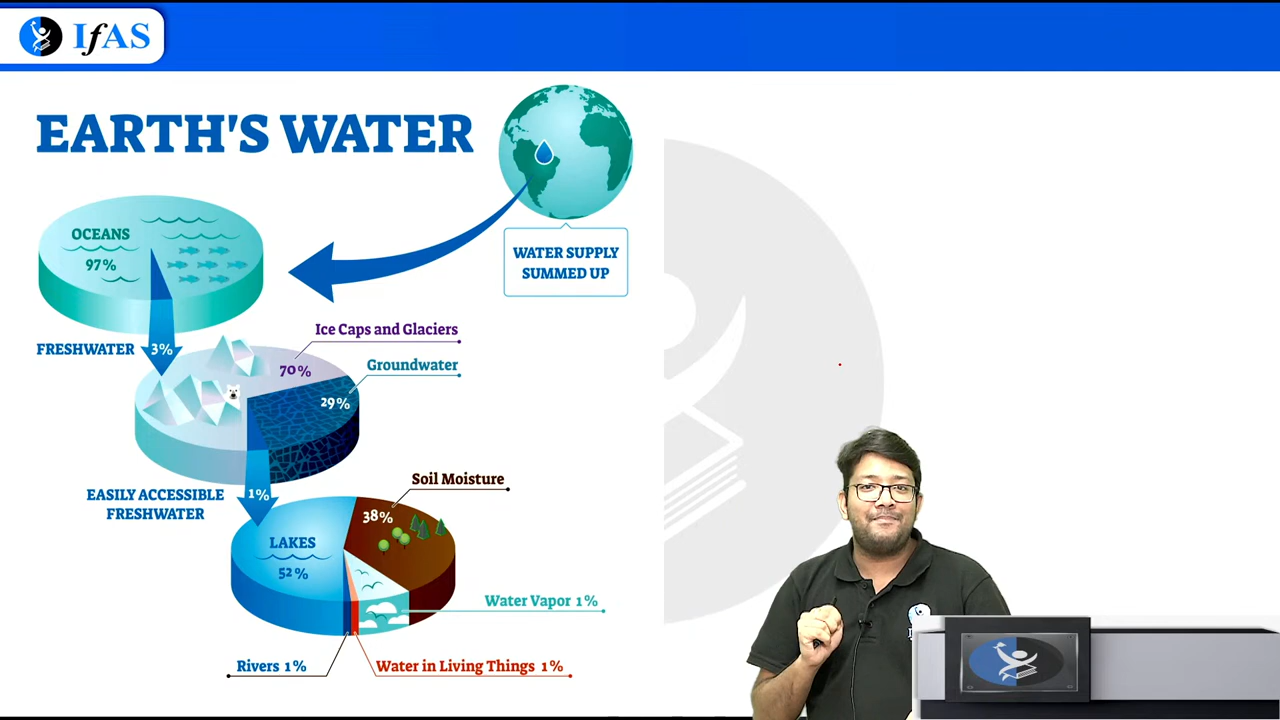 IfAS
EARTH'S WATER
OCEANS
97%
WATER SUPPLY
SUMMED UP
FRESHWATER
3%
Ice Caps and Glaciers
70%
Groundwater
29%
EASILY ACCESSIBLE
FRESHWATER
1%
Soil Moisture
38%
LAKES
52%
Water Vapor 1%
Rivers 1%
Water in Living Things 1%